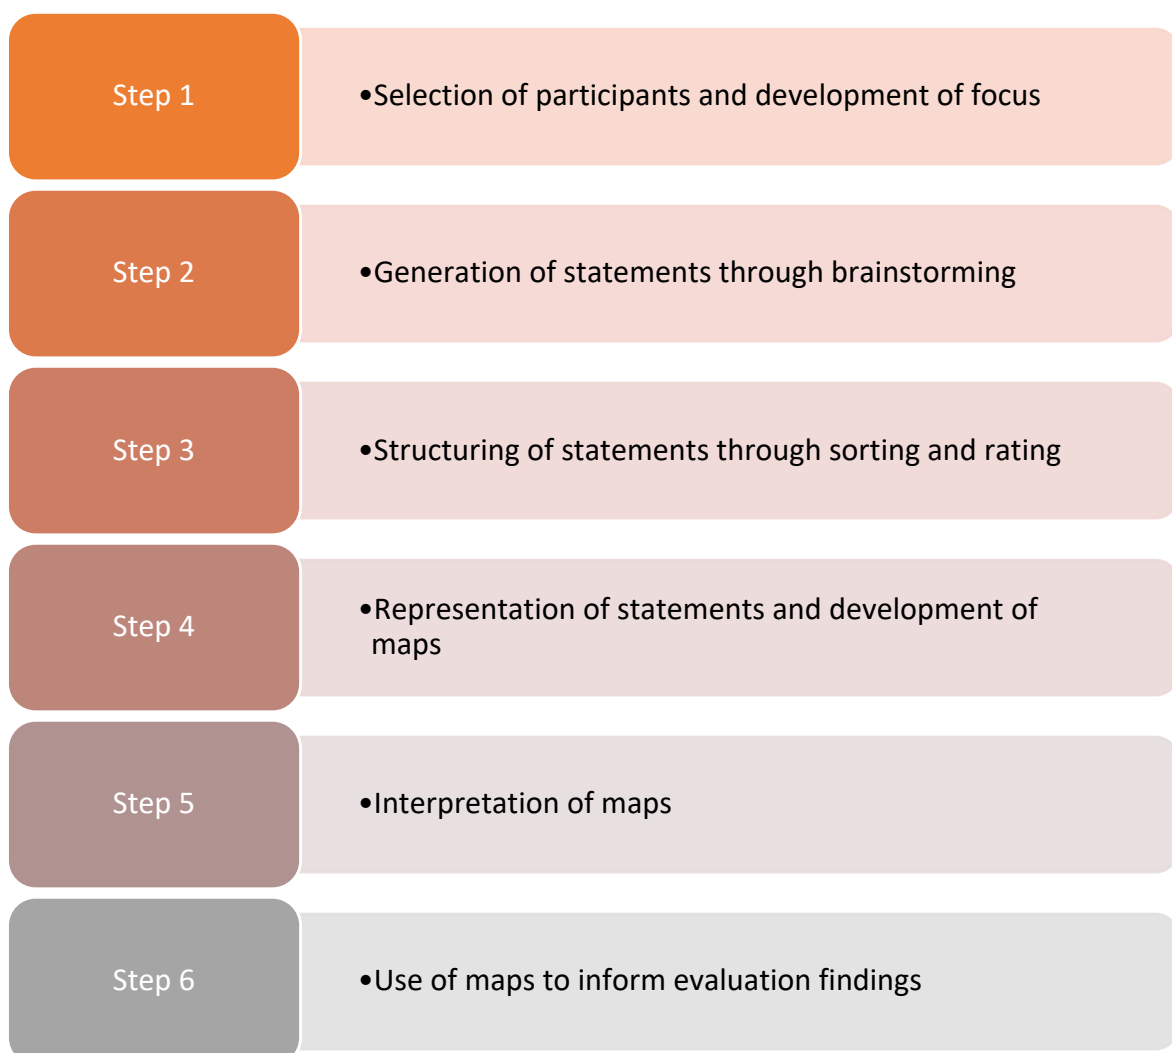 Step 1
•Selection of participants and development of focus
Step 2
•Generation of statements through brainstorming
Step 3
•Structuring of statements through sorting and rating
Step 4
•Representation of statements and development of
maps
Step 5
•Interpretation of maps
Step 6
•Use of maps to inform evaluation findings